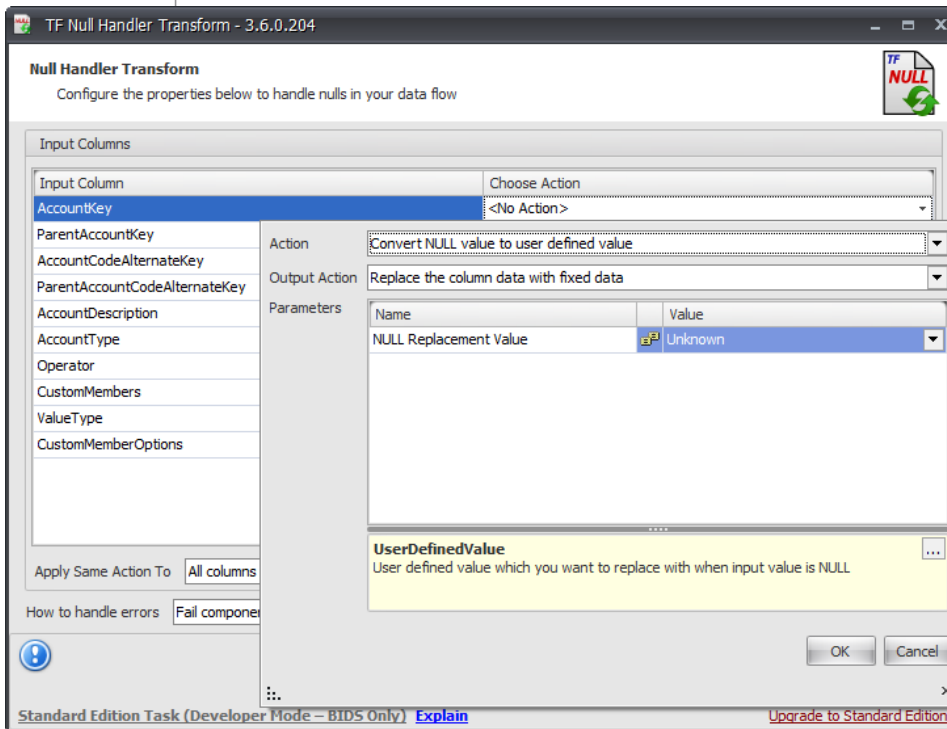 TF Null Handler Transform - 3.6.0.204
Null Handler Transform
Configure the properties below to handle nulls in your data flow
TF
NULL
Input Columns
Input Column Choose Action
AccountKey <No Action>
ParentAccountKey
AccountCodeAlternateKey
ParentAccountCodeAlternateKey
AccountDescription
AccountType
Operator
CustomMembers
ValueType
CustomMemberOptions
Action Convert NULL value to user defined value
Output Action Replace the column data with fixed data
Parameters Name Value
NULL Replacement Value Unknown
UserDefinedValue ...
User defined value which you want to replace with when input value is NULL
Apply Same Action To All columns
How to handle errors Fail compone
OK Cancel
Standard Edition Task (Developer Mode – BIDS Only) Explain Upgrade to Standard Edition